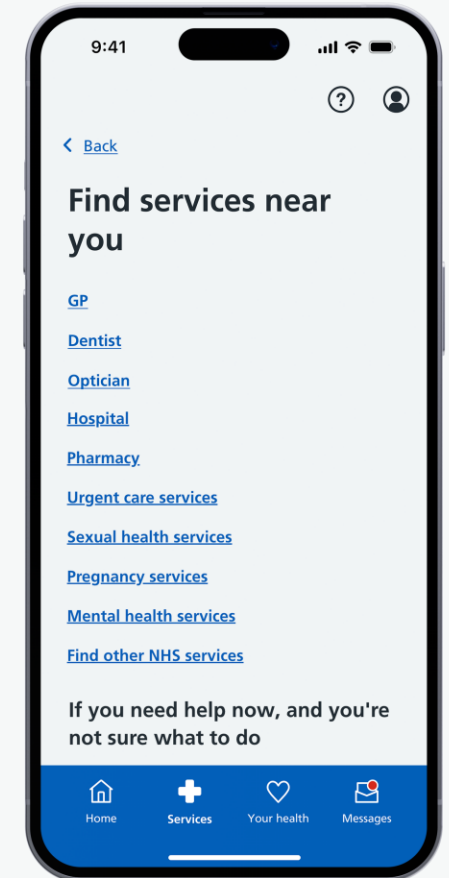 9:41
?
Back
Find services near
you
GP
Dentist
Optician
Hospital
Pharmacy
Urgent care services
Sexual health services
Pregnancy services
Mental health services
Find other NHS services
If you need help now, and you're
not sure what to do
Home Services Your health Messages